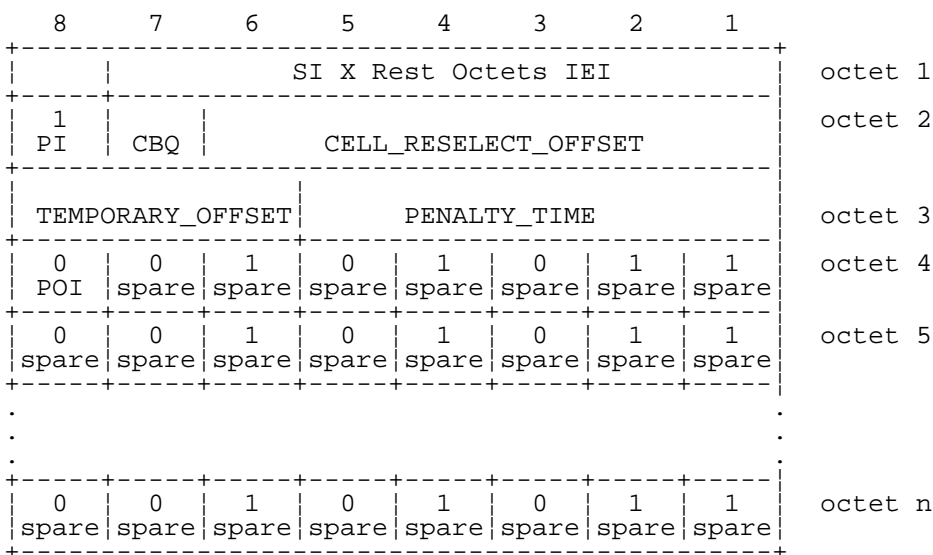 8 7 6 5 4 3 2 1
SI X Rest Octets IEI octet 1
1 octet 2
PI CBQ CELL_RESELECT_OFFSET
TEMPORARY_OFFSET PENALTY_TIME octet 3
0 0 1 0 1 0 1 1 octet 4
POI spare spare spare spare spare spare spare
0 0 1 0 1 0 1 1 octet 5
spare spare spare spare spare spare spare spare
.  .
.  .
.  .
0 0 1 0 1 0 1 1 octet n
spare spare spare spare spare spare spare spare